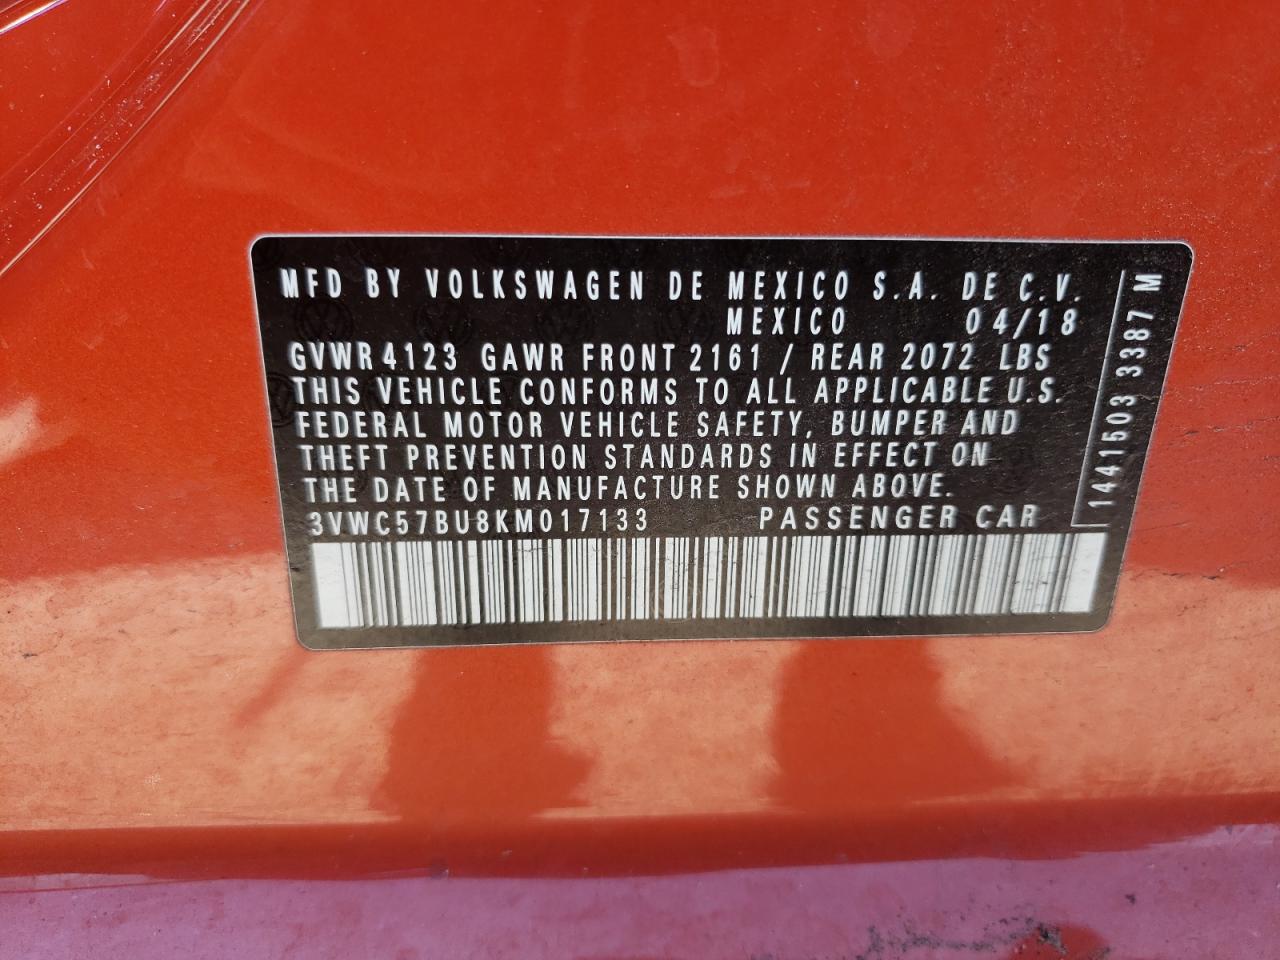 MFD BY VOLKSWAGEN DE MEXICO S.A. DE C.V.
MEXICO 04/18
GVWR 4123 GAWR FRONT 2161 / REAR 2072 LBS
THIS VEHICLE CONFORMS TO ALL APPLICABLE U.S.
FEDERAL MOTOR VEHICLE SAFETY, BUMPER AND
THEFT PREVENTION STANDARDS IN EFFECT ON
THE DATE OF MANUFACTURE SHOWN ABOVE.
3VWC57BU8KM017133 PASSENGER CAR
1441503 3387 M